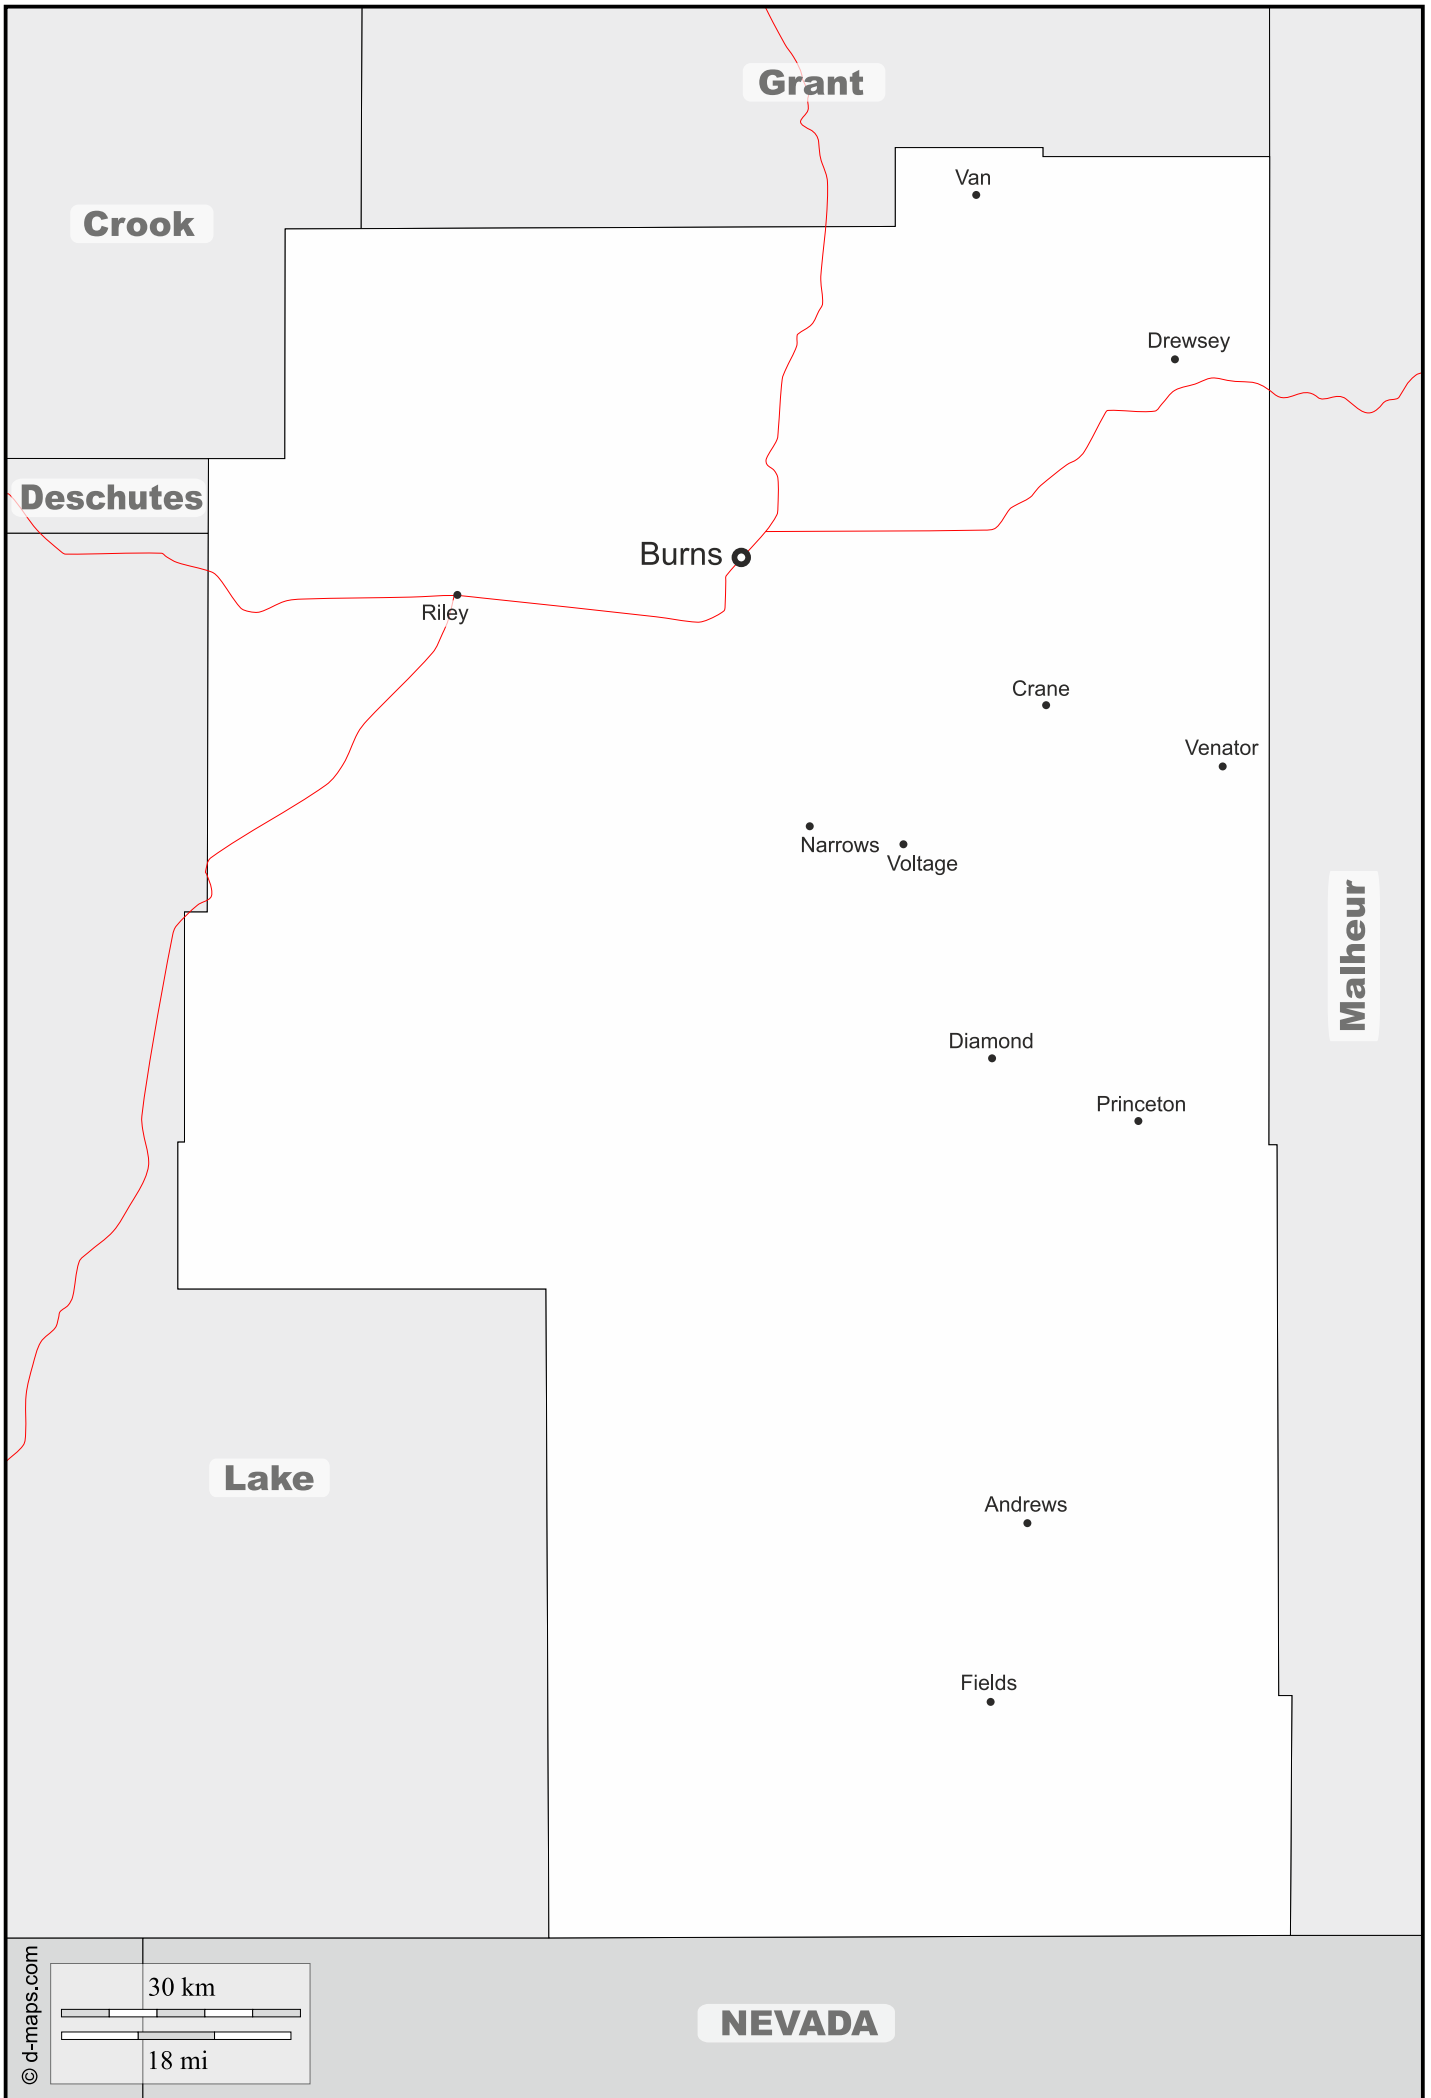 Grant
Van
Crook
Drewsey
Deschutes
Burns
Riley
Crane
Venator
Narrows
Voltage
Malheur
Diamond
Princeton
Lake
Andrews
Fields
© d-maps.com
30 km
18 mi
NEVADA